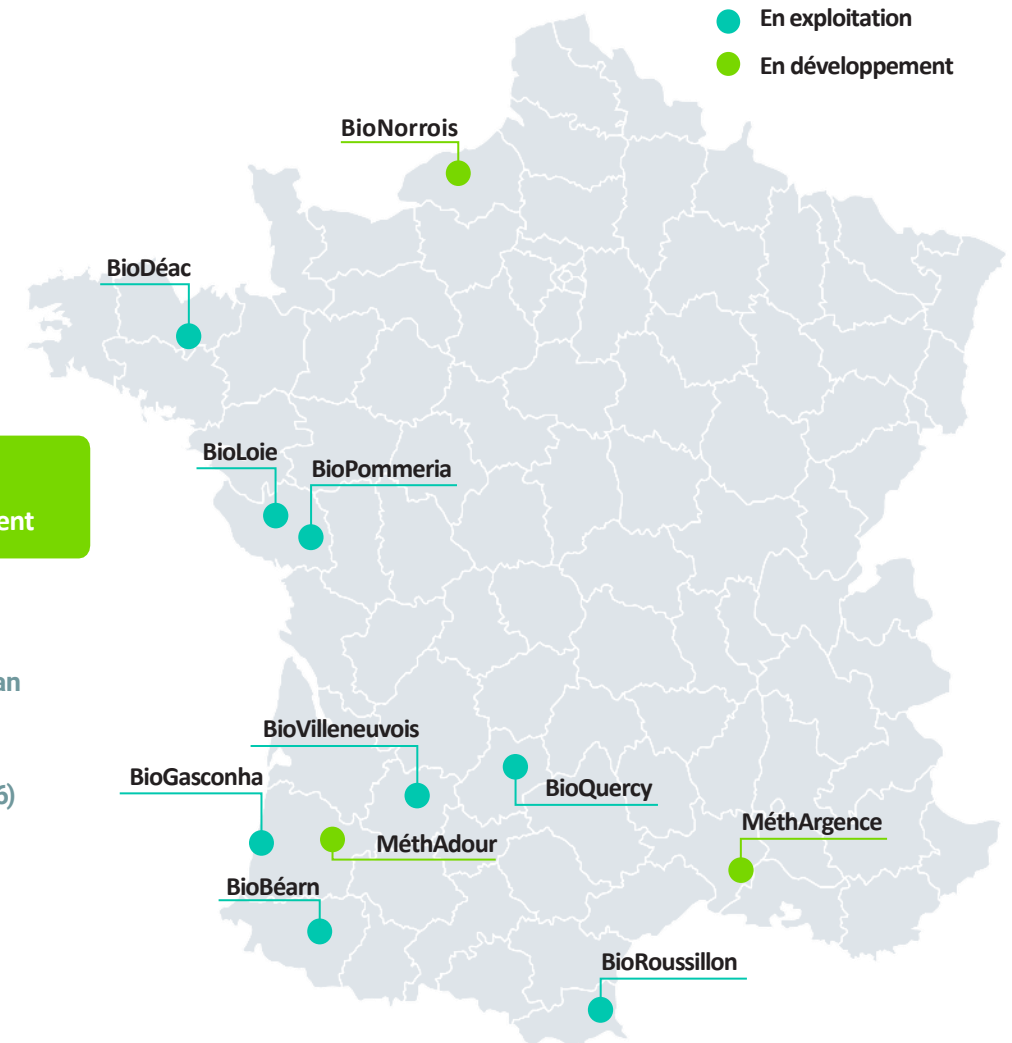 En exploitation
En développement
BioNorrois
BioDéac
BioLoie
BioPommeria
BioVilleneuvois
BioGasconha
BioQuercy
MéthArgence
MéthAdour
BioBéarn
BioRoussillon